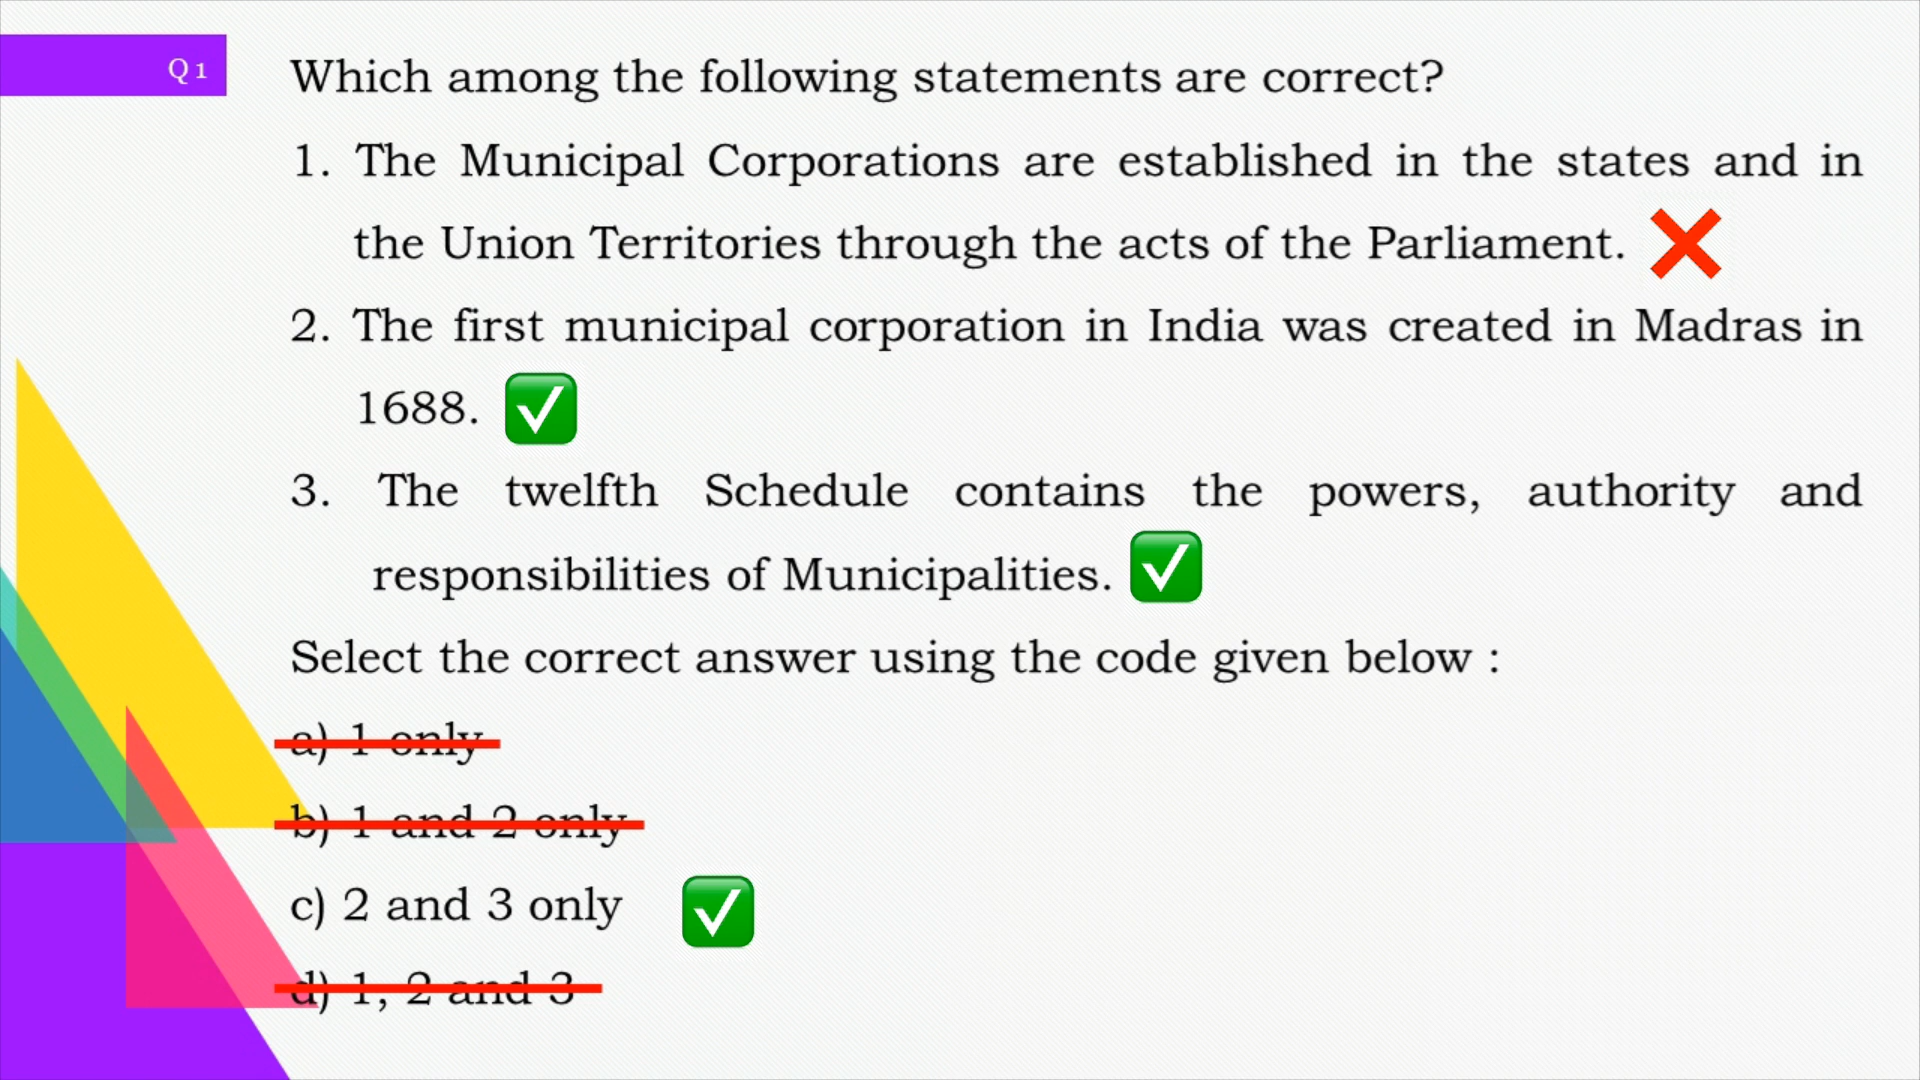 Q 1
Which among the following statements are correct?
1. The Municipal Corporations are established in the states and in
the Union Territories through the acts of the Parliament.
2. The first municipal corporation in India was created in Madras in
1688.
3. The twelfth Schedule contains the powers, authority and
responsibilities of Municipalities.
Select the correct answer using the code given below :
a) 1 only
b) 1 and 2 only
c) 2 and 3 only
d) 1, 2 and 3